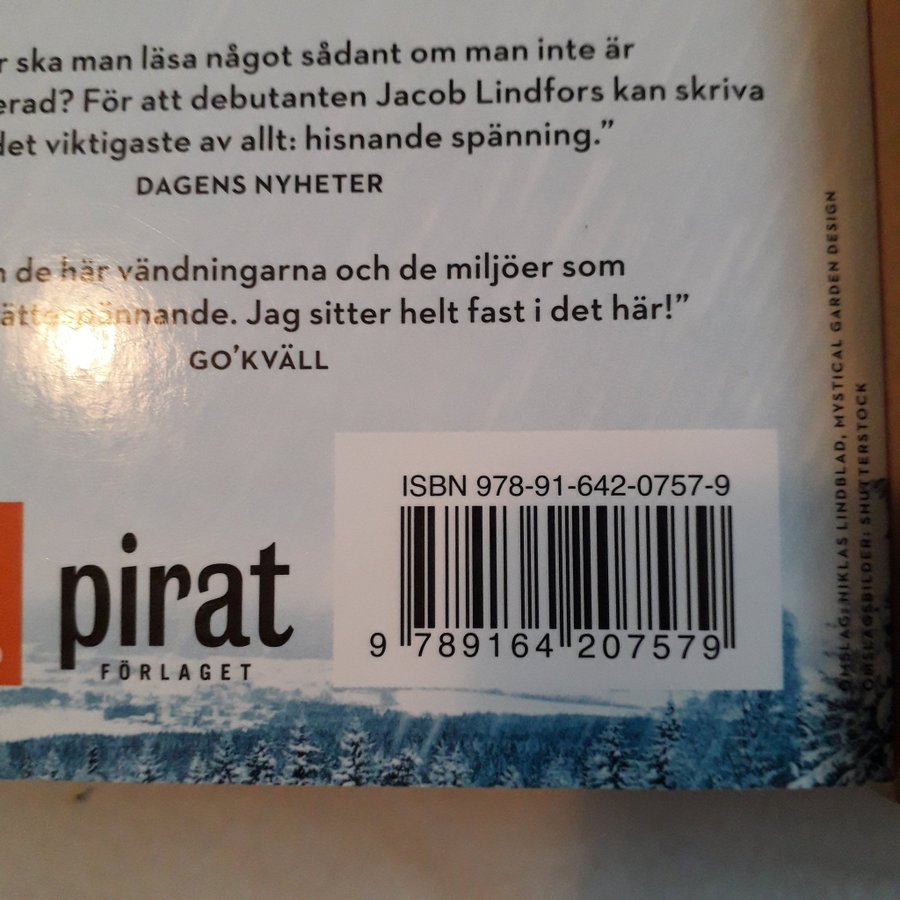 r ska man läsa något sådant om man inte är
erad? För att debutanten Jacob Lindfors kan skriva
det viktigaste av allt: hisnande spänning.”
DAGENS NYHETER
n de här vändningarna och de miljöer som
ättespännande. Jag sitter helt fast i det här!”
GO’KVÄLL
ISBN 978-91-642-0757-9
9 789164 207579
pirat
FÖRLAGET
OMSLAG: NIKLAS LINDBLAD, MYSTICAL GARDEN DESIGN
OMSLAGSBILDER: SHUTTERSTOCK